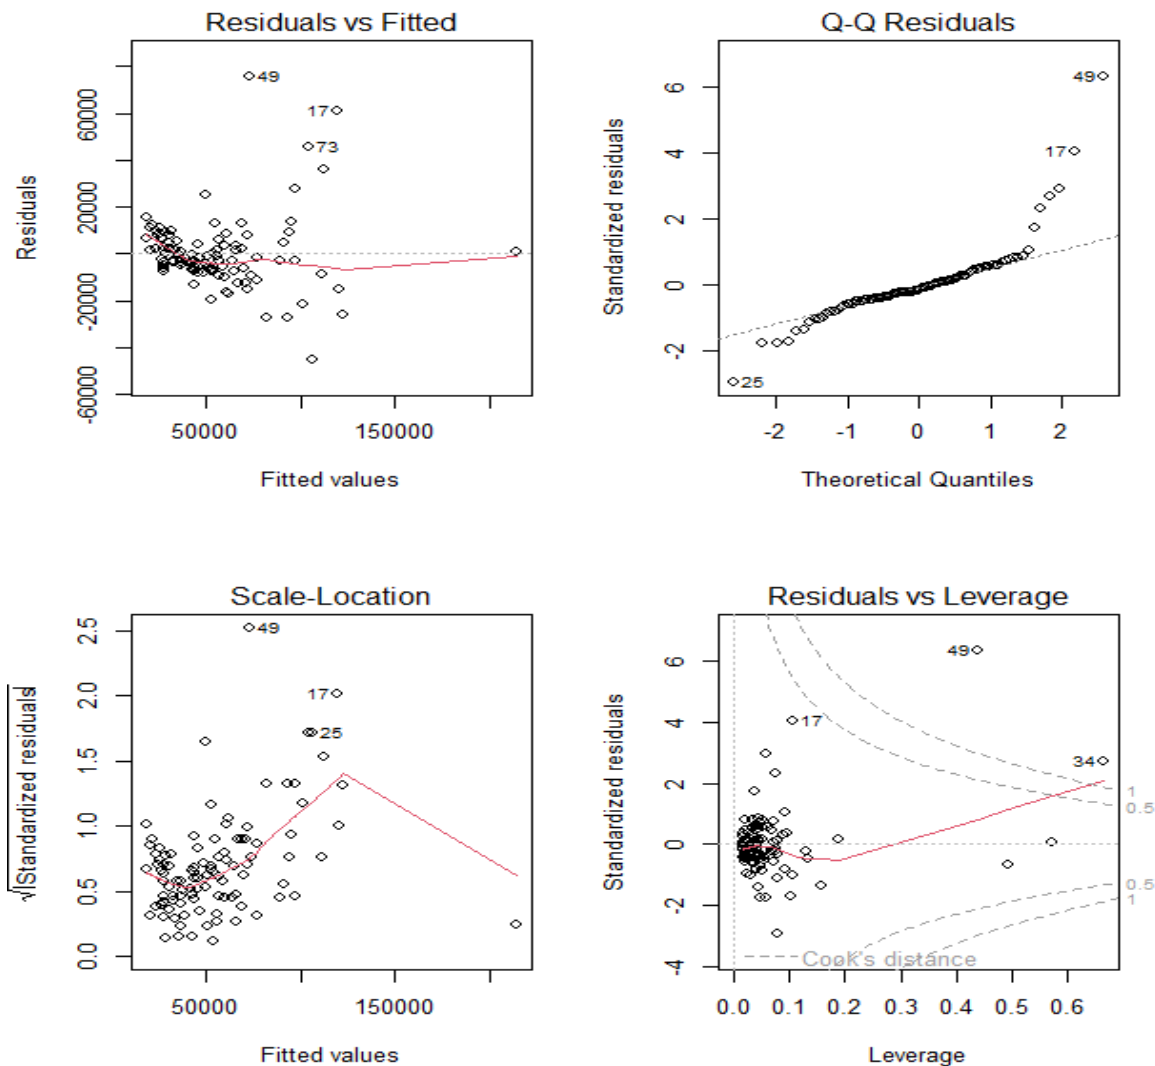 Residuals vs Fitted
Residuals
60000
20000
-20000
-60000
49
17
73
50000 150000
Fitted values
Q-Q Residuals
Standardized residuals
6
4
2
0
-2
49
17
25
-2 -1 0 1 2
Theoretical Quantiles
Scale-Location
√|Standardized residuals|
2.5
2.0
1.5
1.0
0.5
0.0
49
17
25
50000 150000
Fitted values
Residuals vs Leverage
Standardized residuals
6
4
2
0
-2
-4
49
17
34
1
0.5
0.5
1
Cook's distance
0.0 0.1 0.2 0.3 0.4 0.5 0.6
Leverage